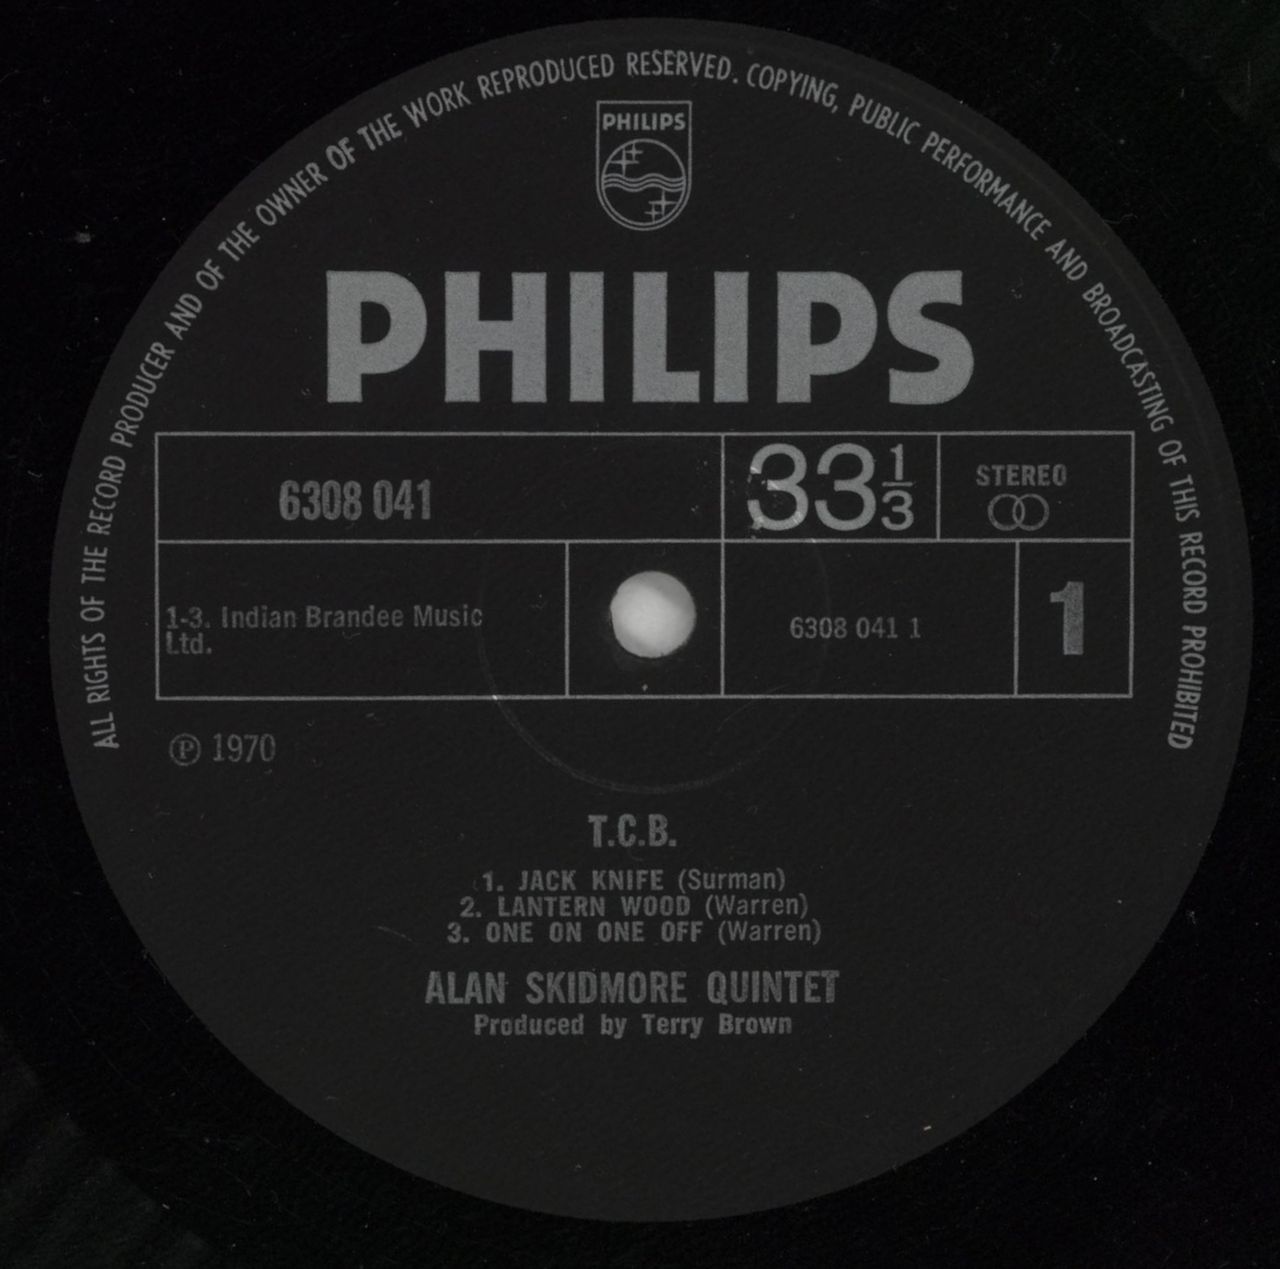 ALL RIGHTS OF THE RECORD PRODUCER AND OF THE OWNER OF THE WORK REPRODUCED RESERVED. COPYING, PUBLIC PERFORMANCE AND BROADCASTING OF THIS RECORD PROHIBITED
PHILIPS
PHILIPS
6308 041
33 1/3
STEREO
1-3. Indian Brandee Music
Ltd.
6308 041 1
1
℗ 1970
T.C.B.
1. JACK KNIFE (Surman)
2. LANTERN WOOD (Warren)
3. ONE ON ONE OFF (Warren)
ALAN SKIDMORE QUINTET
Produced by Terry Brown